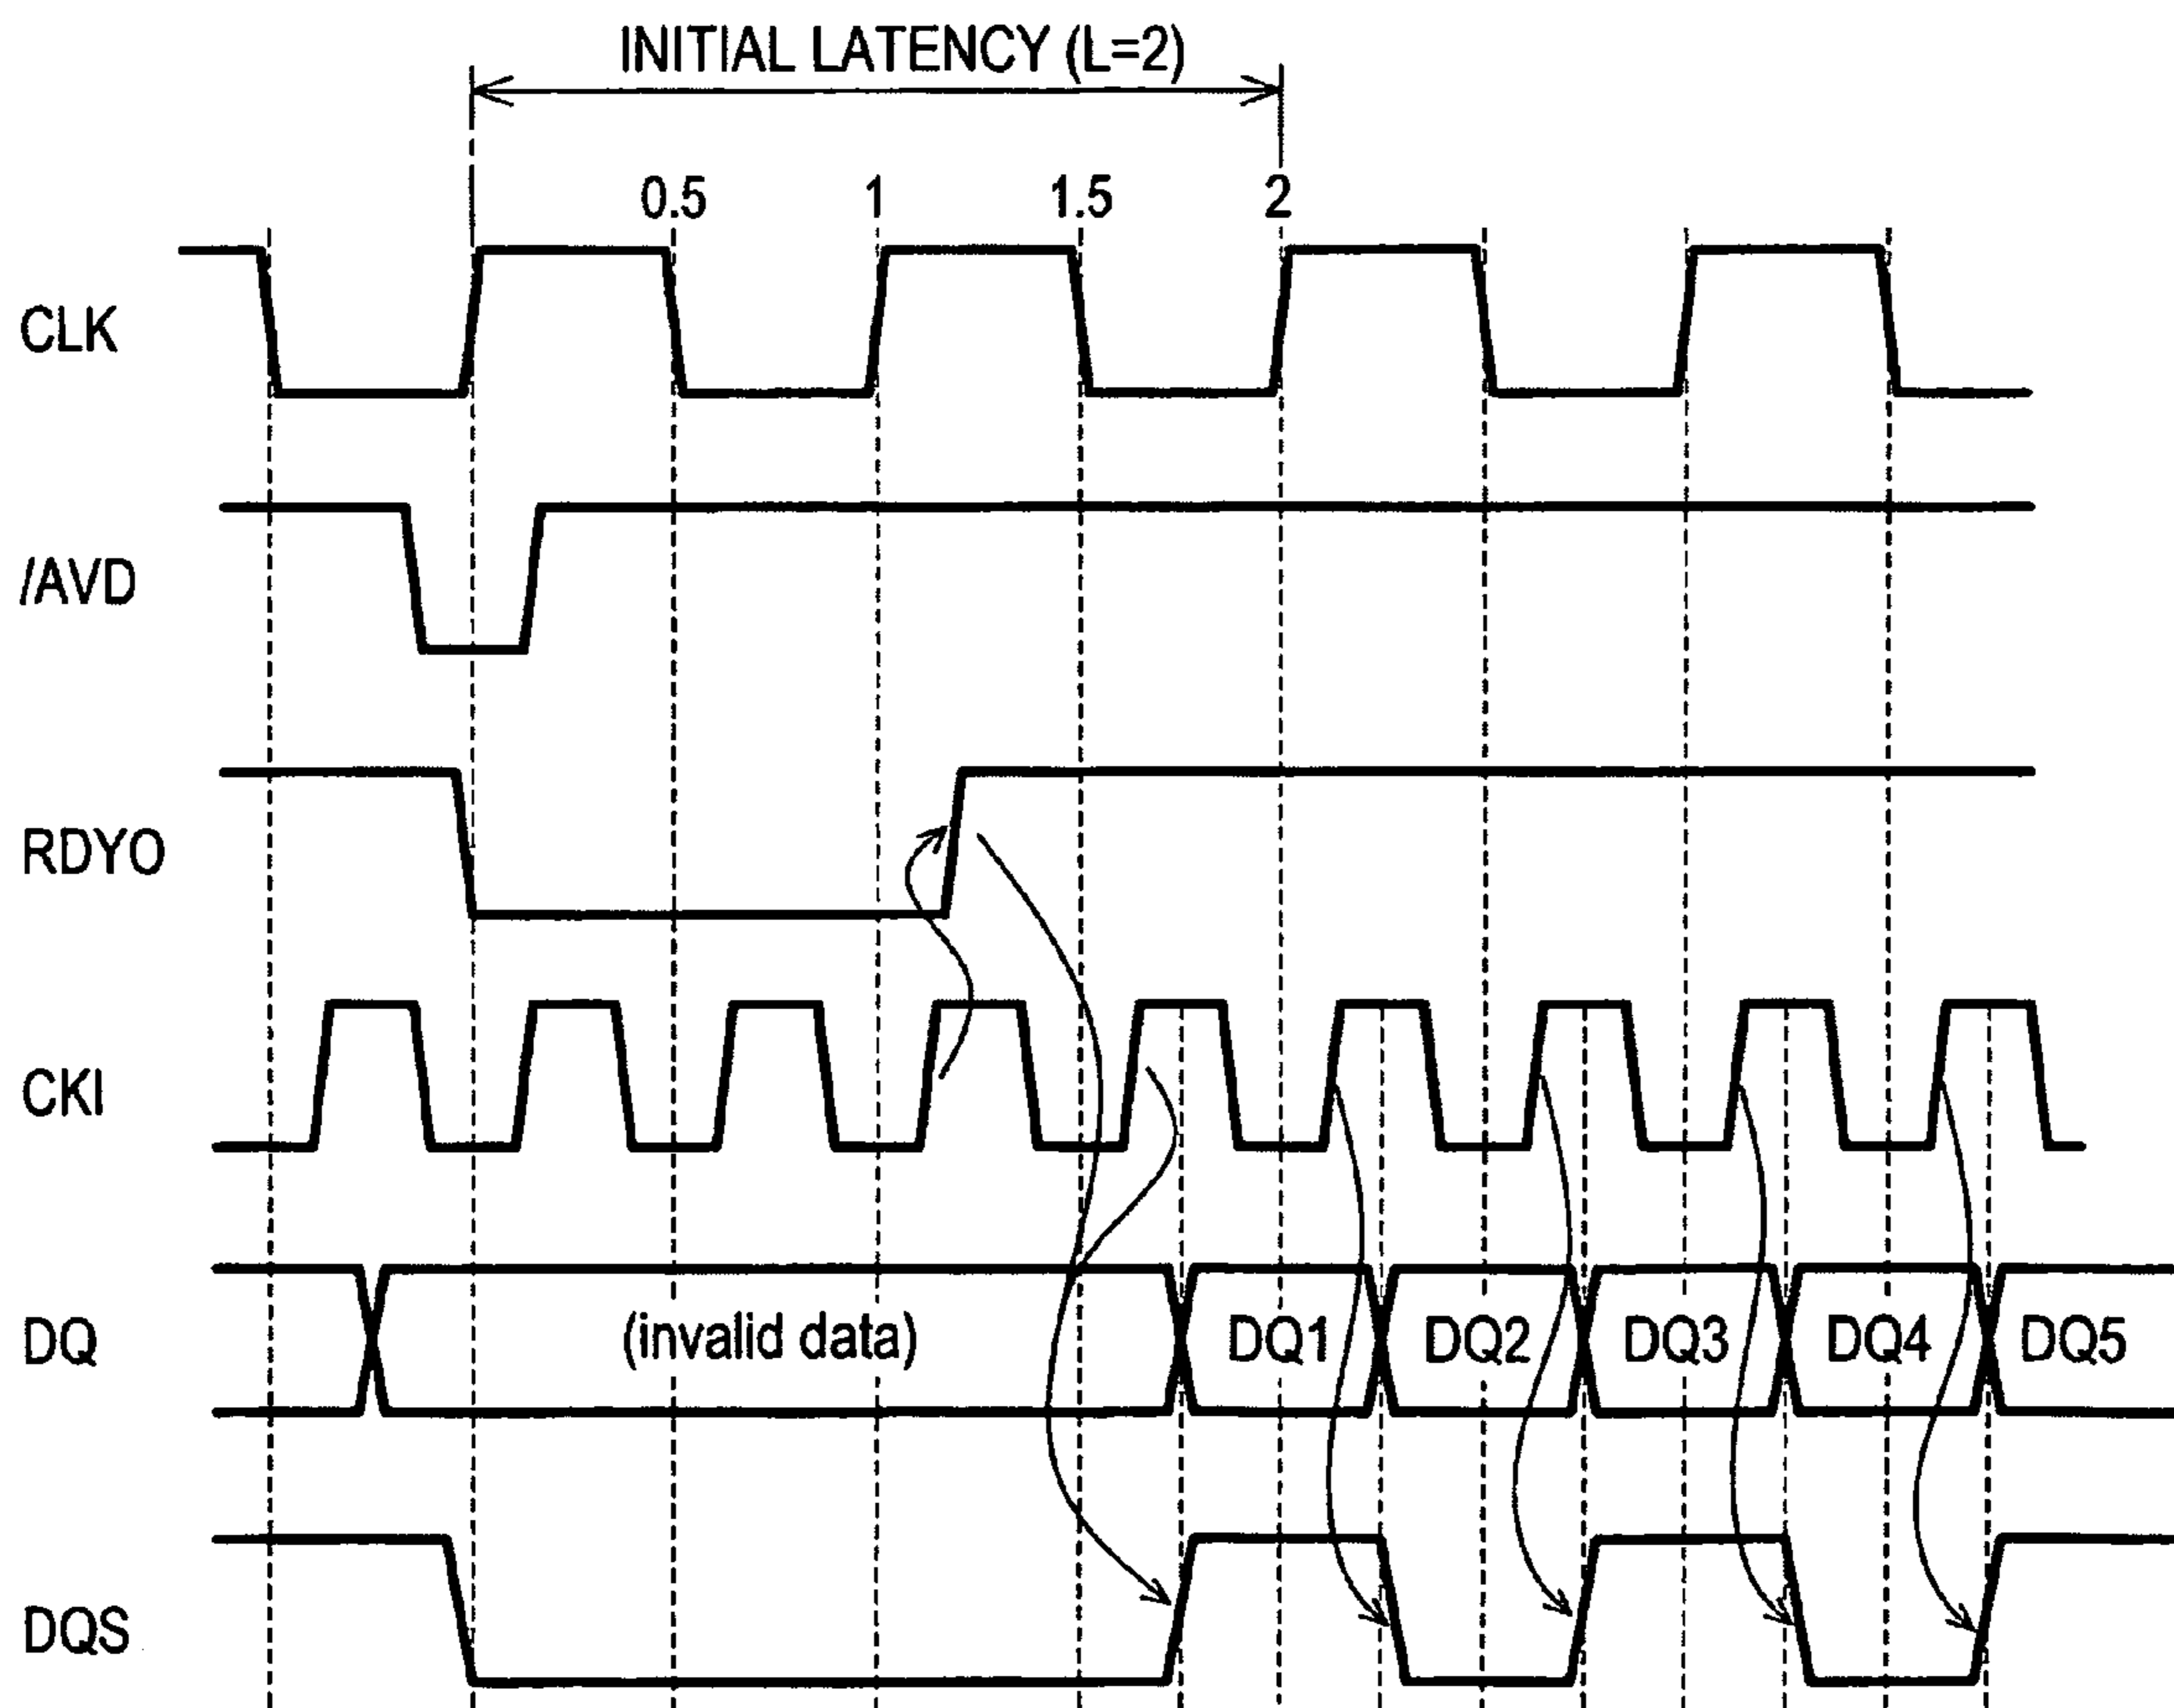 INITIAL LATENCY (L=2)
0.5 1 1.5 2
CLK
/AVD
RDYO
CKI
DQ (invalid data) DQ1 DQ2 DQ3 DQ4 DQ5
DQS